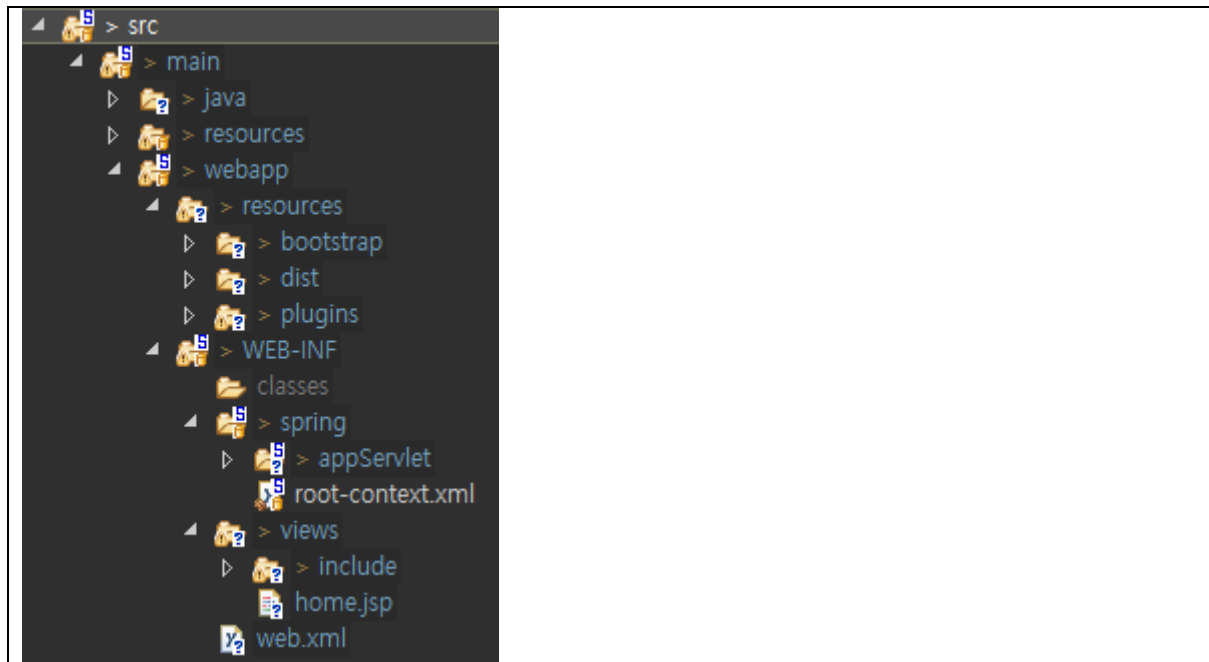 > src
> main
> java
> resources
> webapp
> resources
> bootstrap
> dist
> plugins
> WEB-INF
classes
> spring
> appServlet
root-context.xml
> views
> include
home.jsp
web.xml